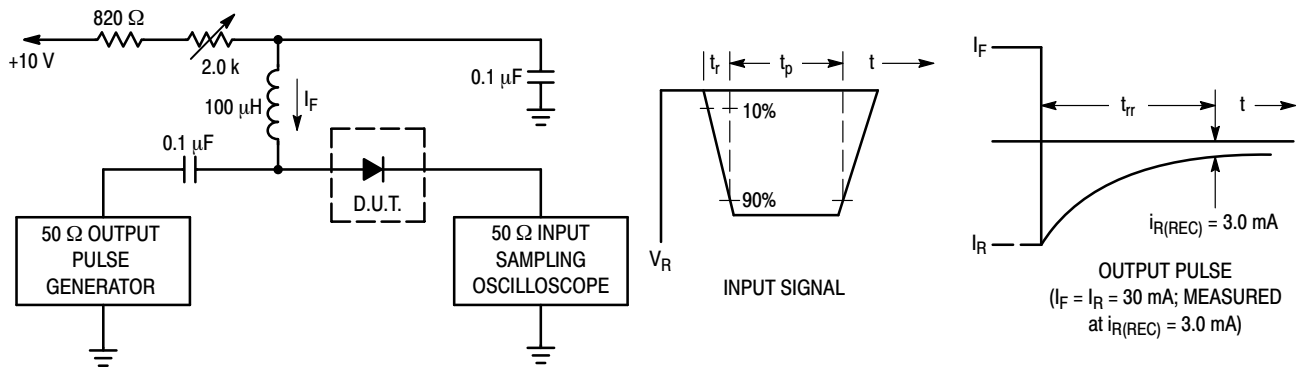 820 Ω
+10 V
2.0 k
100 μH
I_F
0.1 μF
0.1 μF
D.U.T.
50 Ω OUTPUT
PULSE
GENERATOR
50 Ω INPUT
SAMPLING
OSCILLOSCOPE
t_r
t_p
t
10%
90%
V_R
INPUT SIGNAL
I_F
t_rr
t
I_R
i_R(REC) = 3.0 mA
OUTPUT PULSE
(I_F = I_R = 30 mA; MEASURED
at i_R(REC) = 3.0 mA)